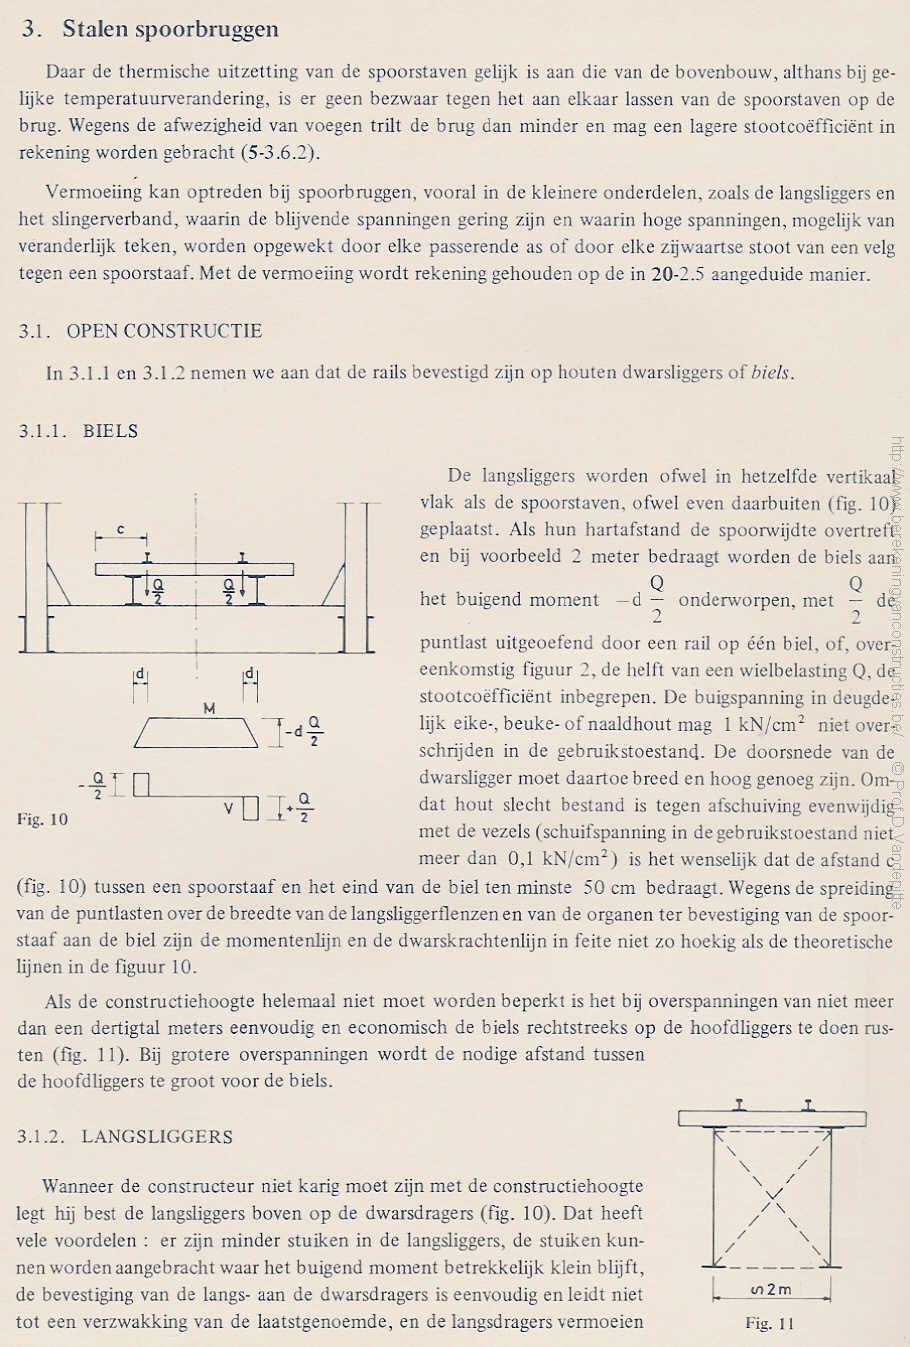 3. Stalen spoorbruggen
Daar de thermische uitzetting van de spoorstaven gelijk is aan die van de bovenbouw, althans bij ge-
lijke temperatuurverandering, is er geen bezwaar tegen het aan elkaar lassen van de spoorstaven op de
brug. Wegens de afwezigheid van voegen trilt de brug dan minder en mag een lagere stootcoëfficiënt in
rekening worden gebracht (5-3.6.2).
Vermoeiing kan optreden bij spoorbruggen, vooral in de kleinere onderdelen, zoals de langsliggers en
het slingerverband, waarin de blijvende spanningen gering zijn en waarin hoge spanningen, mogelijk van
veranderlijk teken, worden opgewekt door elke passerende as of door elke zijwaartse stoot van een velg
tegen een spoorstaaf. Met de vermoeiing wordt rekening gehouden op de in 20-2.5 aangeduide manier.
3.1. OPEN CONSTRUCTIE
In 3.1.1 en 3.1.2 nemen we aan dat de rails bevestigd zijn op houten dwarsliggers of biels.
3.1.1. BIELS
De langsliggers worden ofwel in hetzelfde vertikaal
vlak als de spoorstaven, ofwel even daarbuiten (fig. 10)
geplaatst. Als hun hartafstand de spoorwijdte overtreft
en bij voorbeeld 2 meter bedraagt worden de biels aan
het buigend moment −d Q/2 onderworpen, met Q/2 de
puntlast uitgeoefend door een rail op één biel, of, over-
eenkomstig figuur 2, de helft van een wielbelasting Q, de
stootcoëfficiënt inbegrepen. De buigspanning in deugde-
lijk eike-, beuke- of naaldhout mag 1 kN/cm² niet over-
schrijden in de gebruikstoestand. De doorsnede van de
dwarsligger moet daartoe breed en hoog genoeg zijn. Om-
dat hout slecht bestand is tegen afschuiving evenwijdig
met de vezels (schuifspanning in de gebruikstoestand niet
meer dan 0,1 kN/cm²) is het wenselijk dat de afstand c
(fig. 10) tussen een spoorstaaf en het eind van de biel ten minste 50 cm bedraagt. Wegens de spreiding
van de puntlasten over de breedte van de langsliggerflenzen en van de organen ter bevestiging van de spoor-
staaf aan de biel zijn de momentenlijn en de dwarskrachtenlijn in feite niet zo hoekig als de theoretische
lijnen in de figuur 10.
c
Q/2 Q/2
d d
M
-d Q/2
-Q/2
V
+Q/2
Fig. 10
Als de constructiehoogte helemaal niet moet worden beperkt is het bij overspanningen van niet meer
dan een dertigtal meters eenvoudig en economisch de biels rechtstreeks op de hoofdliggers te doen rus-
ten (fig. 11). Bij grotere overspanningen wordt de nodige afstand tussen
de hoofdliggers te groot voor de biels.
3.1.2. LANGSLIGGERS
Wanneer de constructeur niet karig moet zijn met de constructiehoogte
legt hij best de langsliggers boven op de dwarsdragers (fig. 10). Dat heeft
vele voordelen : er zijn minder stuiken in de langsliggers, de stuiken kun-
nen worden aangebracht waar het buigend moment betrekkelijk klein blijft,
de bevestiging van de langs- aan de dwarsdragers is eenvoudig en leidt niet
tot een verzwakking van de laatstgenoemde, en de langsdragers vermoeien
∽ 2 m
Fig. 11
http://www.berekeningvanconstructies.be/ © Prof.D.Vandepitte